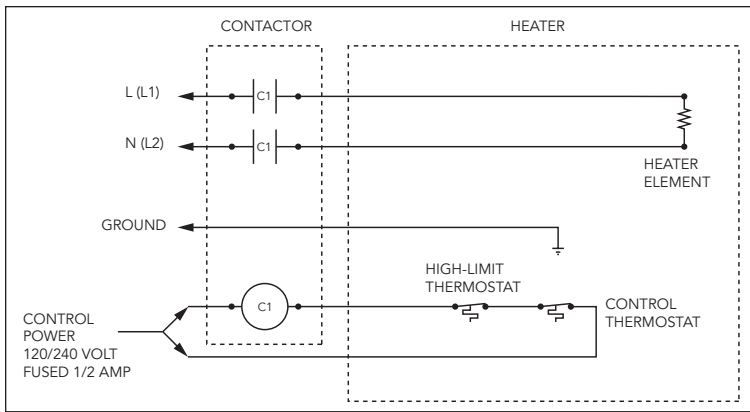 CONTACTOR
HEATER
L (L1)
C1
N (L2)
C1
HEATER
ELEMENT
GROUND
HIGH-LIMIT
THERMOSTAT
C1
CONTROL
THERMOSTAT
CONTROL
POWER
120/240 VOLT
FUSED 1/2 AMP